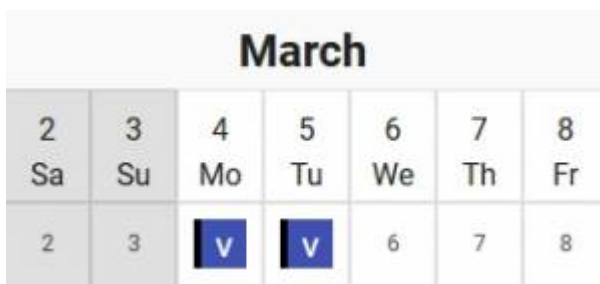 March
2 3 4 5 6 7 8
Sa Su Mo Tu We Th Fr
2 3 V V 6 7 8